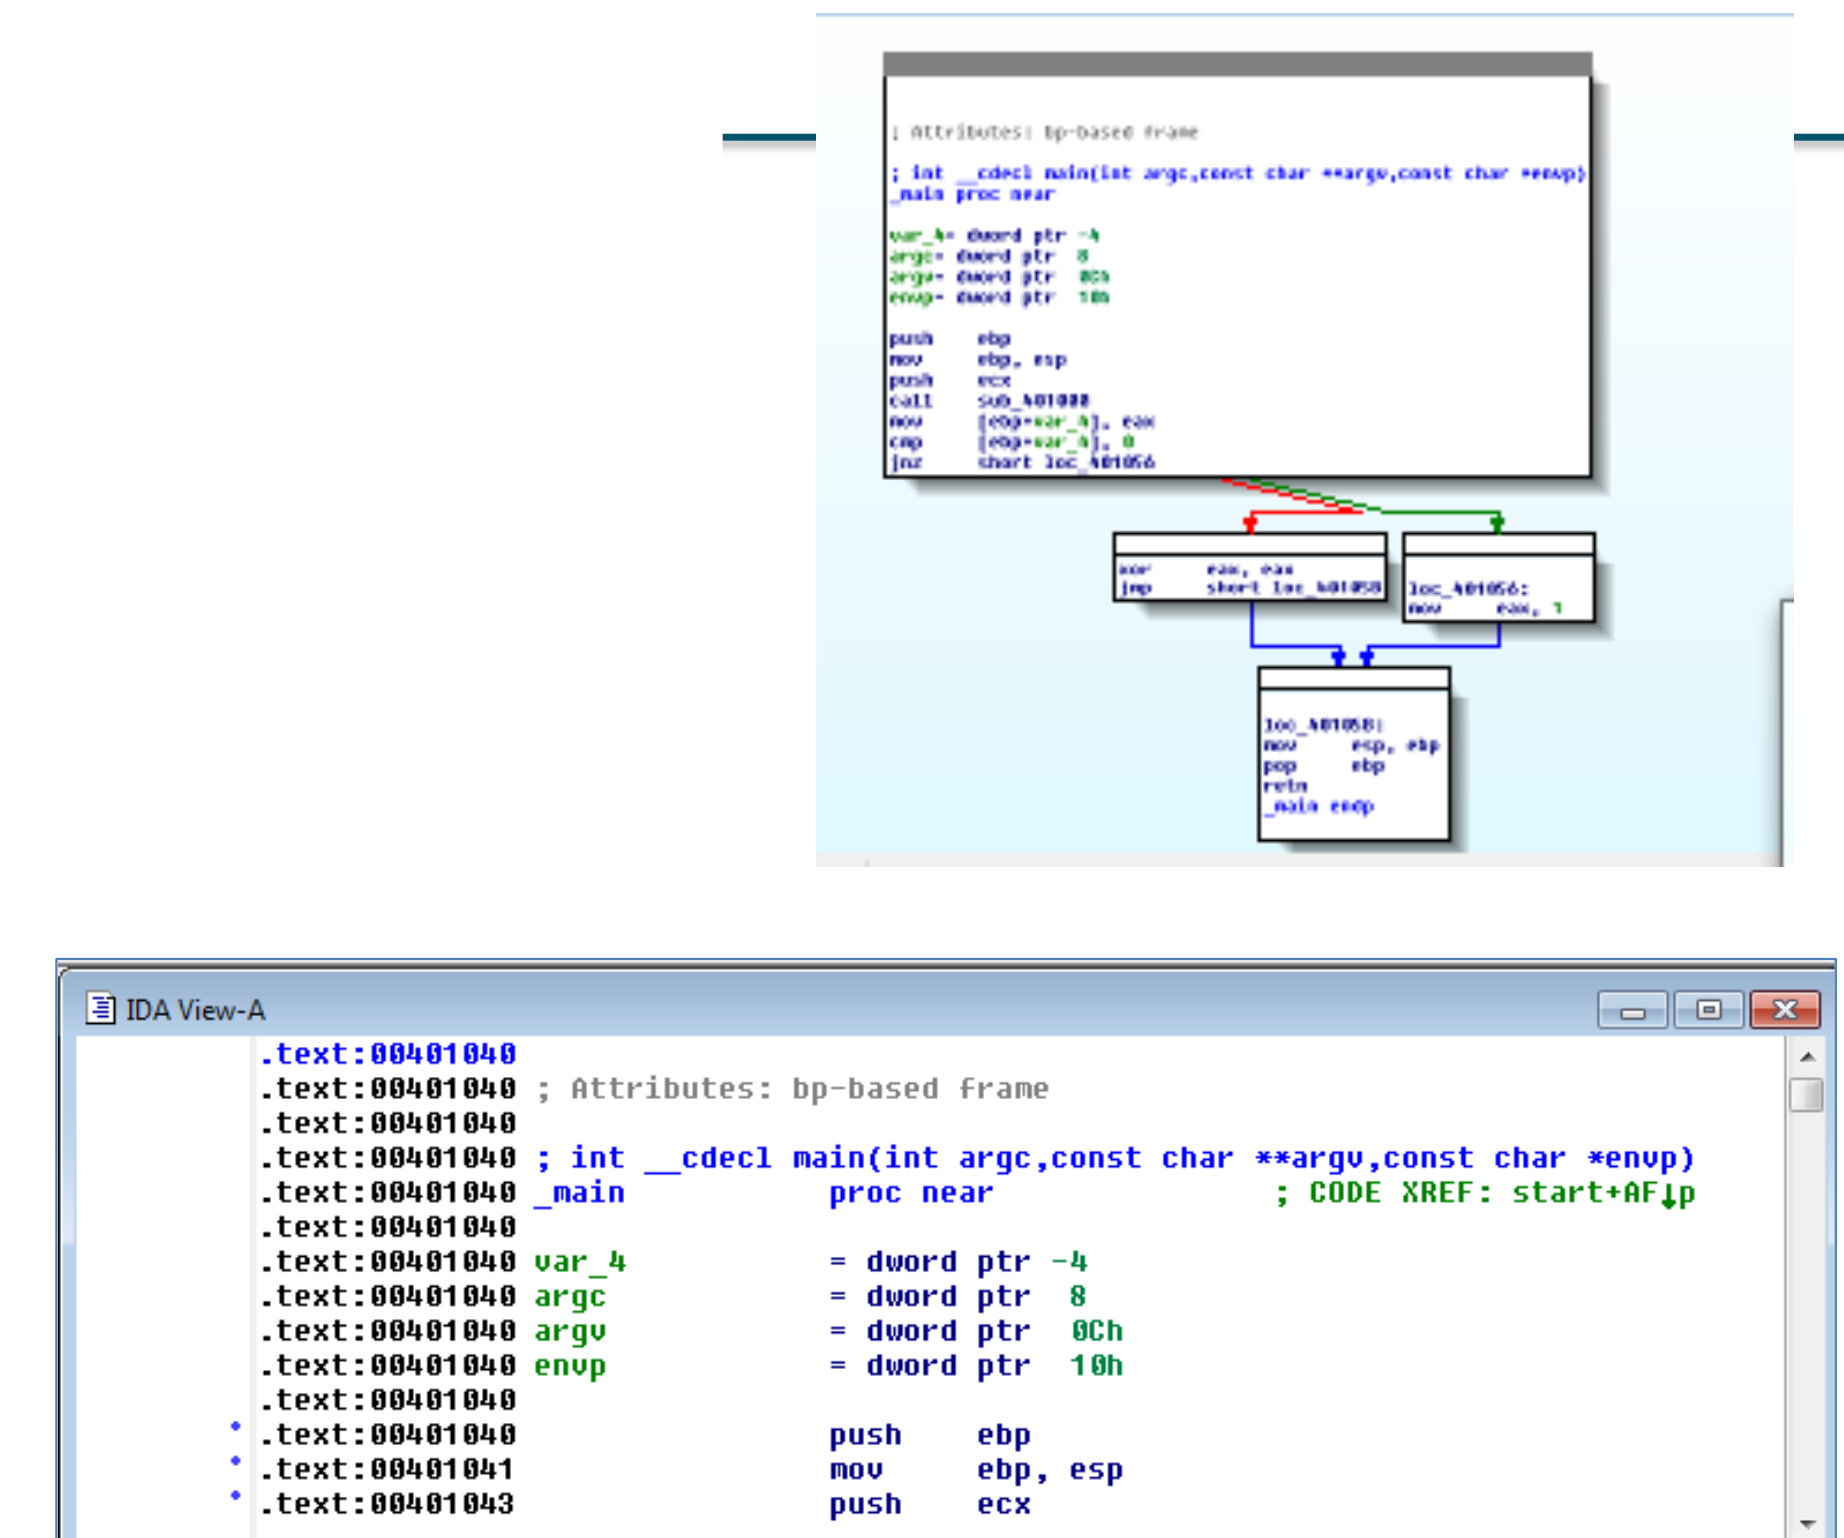 ; Attributes: bp-based frame
; int __cdecl main(int argc,const char **argv,const char *envp)
_main proc near
var_4= dword ptr -4
argc= dword ptr 8
argv= dword ptr 0Ch
envp= dword ptr 10h
push ebp
mov ebp, esp
push ecx
call sub_401000
mov [ebp+var_4], eax
cmp [ebp+var_4], 0
jnz short loc_401056
xor eax, eax
jmp short
loc_401056:
mov eax, 1
mov esp, ebp
pop ebp
retn
_main endp
IDA View-A
.text:00401040
.text:00401040 ; Attributes: bp-based frame
.text:00401040
.text:00401040 ; int __cdecl main(int argc,const char **argv,const char *envp)
.text:00401040 _main proc near ; CODE XREF: start+AF↓p
.text:00401040
.text:00401040 var_4 = dword ptr -4
.text:00401040 argc = dword ptr 8
.text:00401040 argv = dword ptr 0Ch
.text:00401040 envp = dword ptr 10h
.text:00401040
.text:00401040 push ebp
.text:00401041 mov ebp, esp
.text:00401043 push ecx